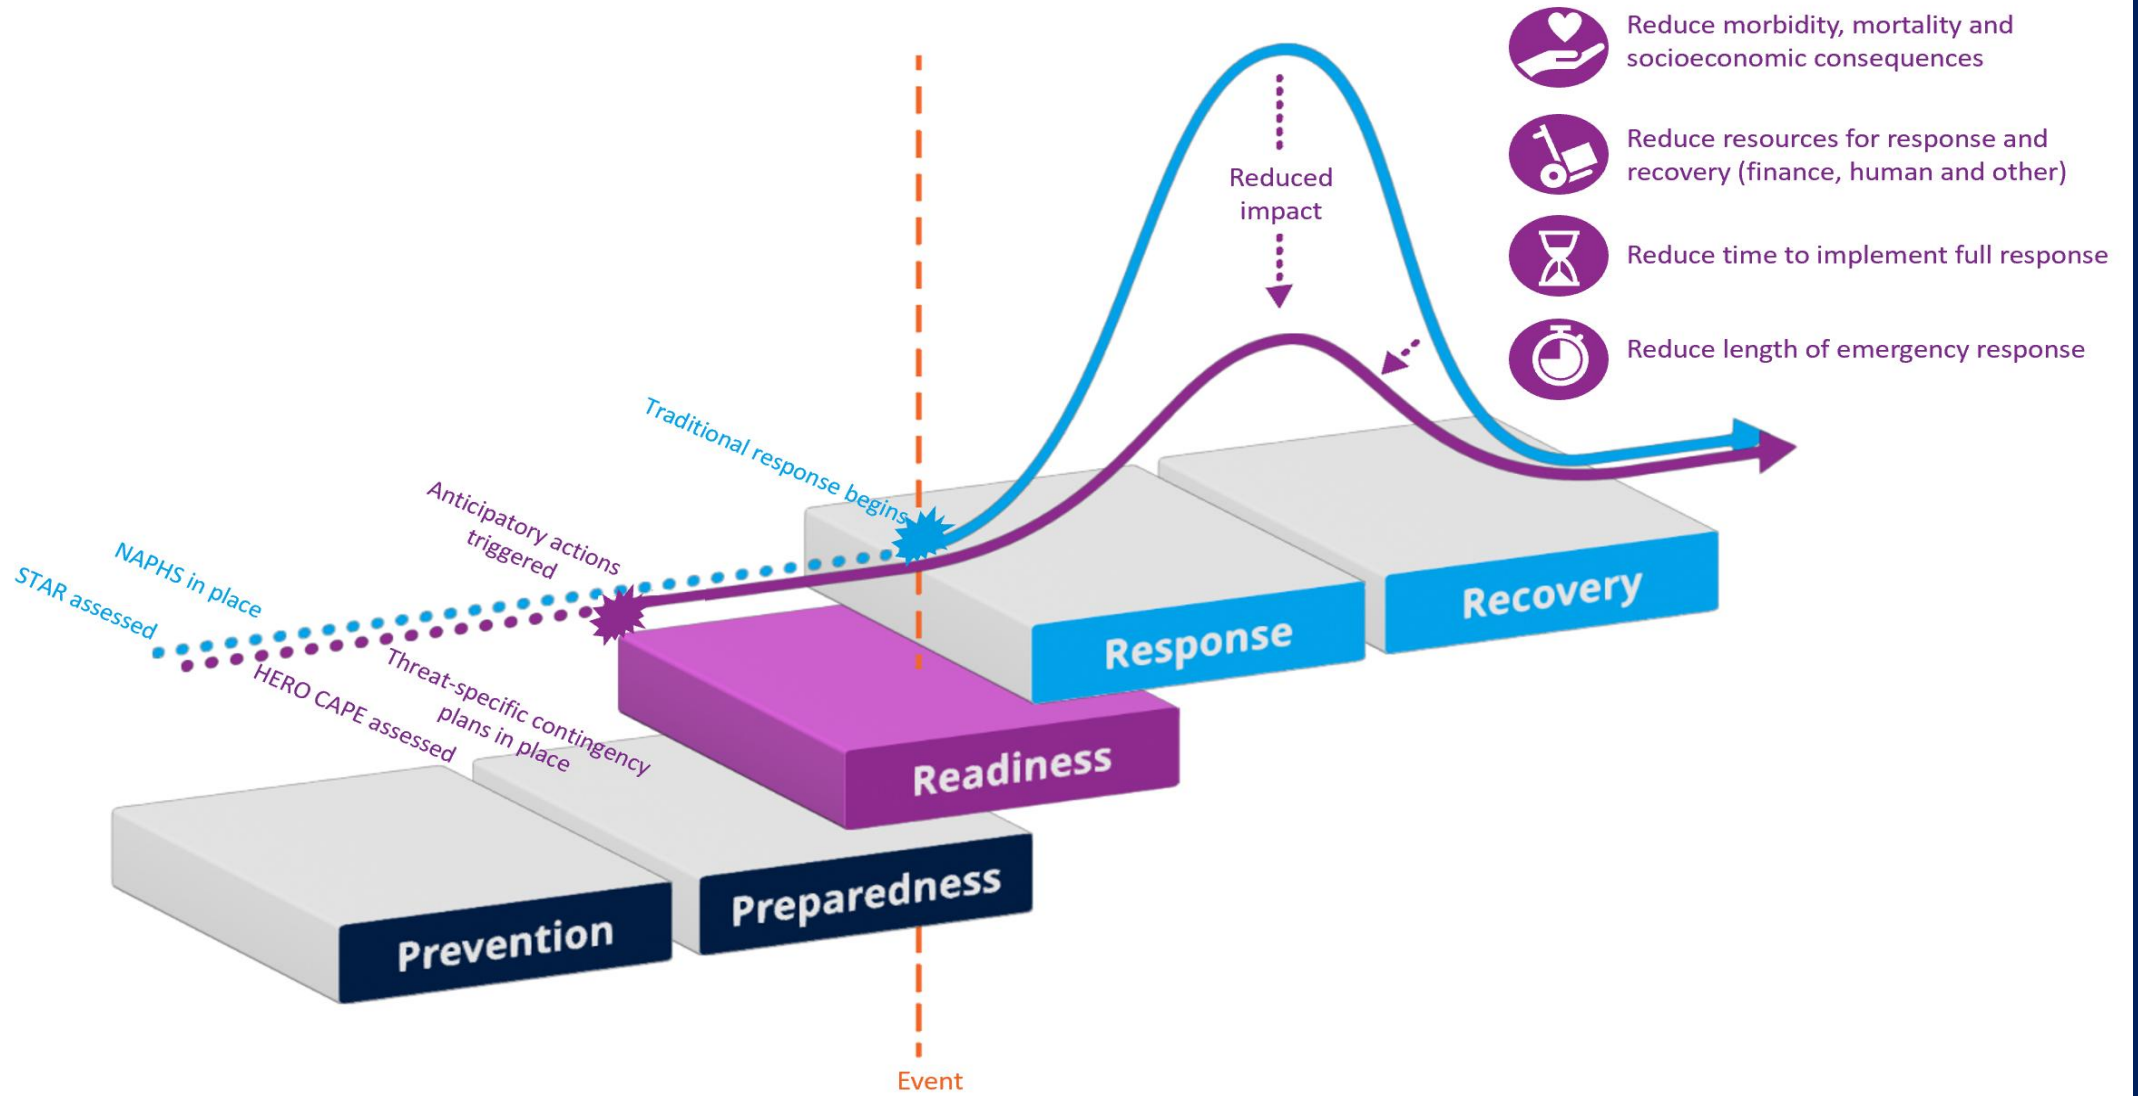 Reduce morbidity, mortality and
socioeconomic consequences
Reduce resources for response and
recovery (finance, human and other)
Reduce time to implement full response
Reduce length of emergency response
Reduced
impact
Traditional response begins
Anticipatory actions
triggered
NAPHS in place
STAR assessed
HERO CAPE assessed
Threat-specific contingency
plans in place
Recovery
Response
Readiness
Preparedness
Prevention
Event